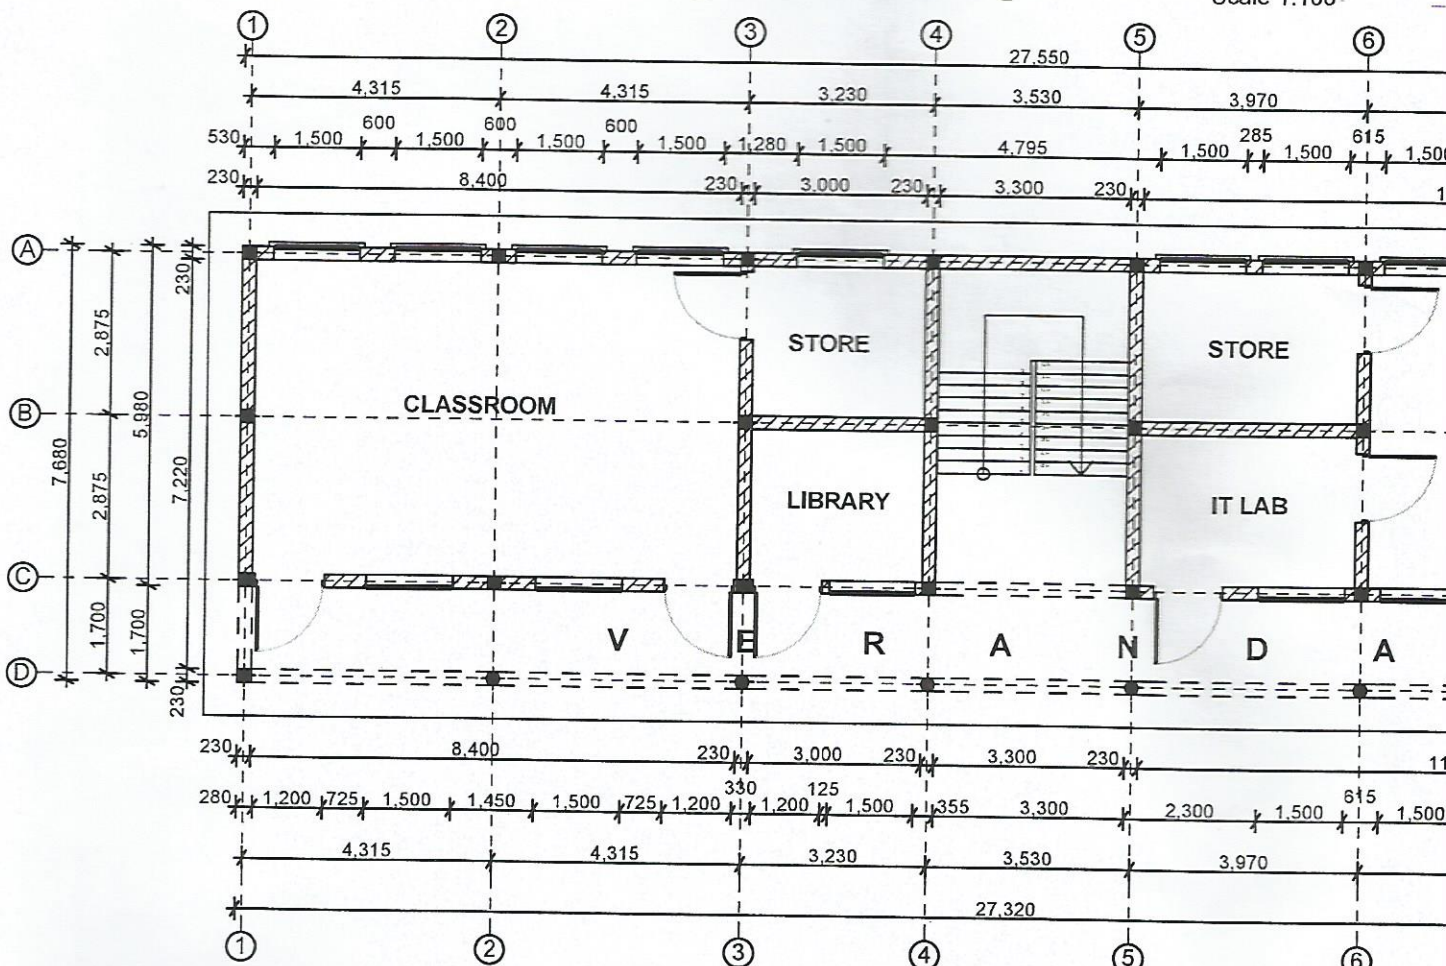 Scale 1:100
1 2 3 4 5 6
27,550
4,315 4,315 3,230 3,530 3,970
600 600 600 285 615
530 1,500 1,500 1,500 1,500 1,280 1,500 4,795 1,500 1,500 1,500
230 8,400 230 3,000 230 3,300 230
A
230
2,875
STORE STORE
CLASSROOM
B
5,980
7,680
7,220
2,875
LIBRARY IT LAB
C
1,700 1,700
V E R A N D A
D
230
230 8,400 230 3,000 230 3,300 230 11
330 125 615
280 1,200 725 1,500 1,450 1,500 725 1,200 1,200 1,500 355 3,300 2,300 1,500 1,500
4,315 4,315 3,230 3,530 3,970
27,320
1 2 3 4 5 6